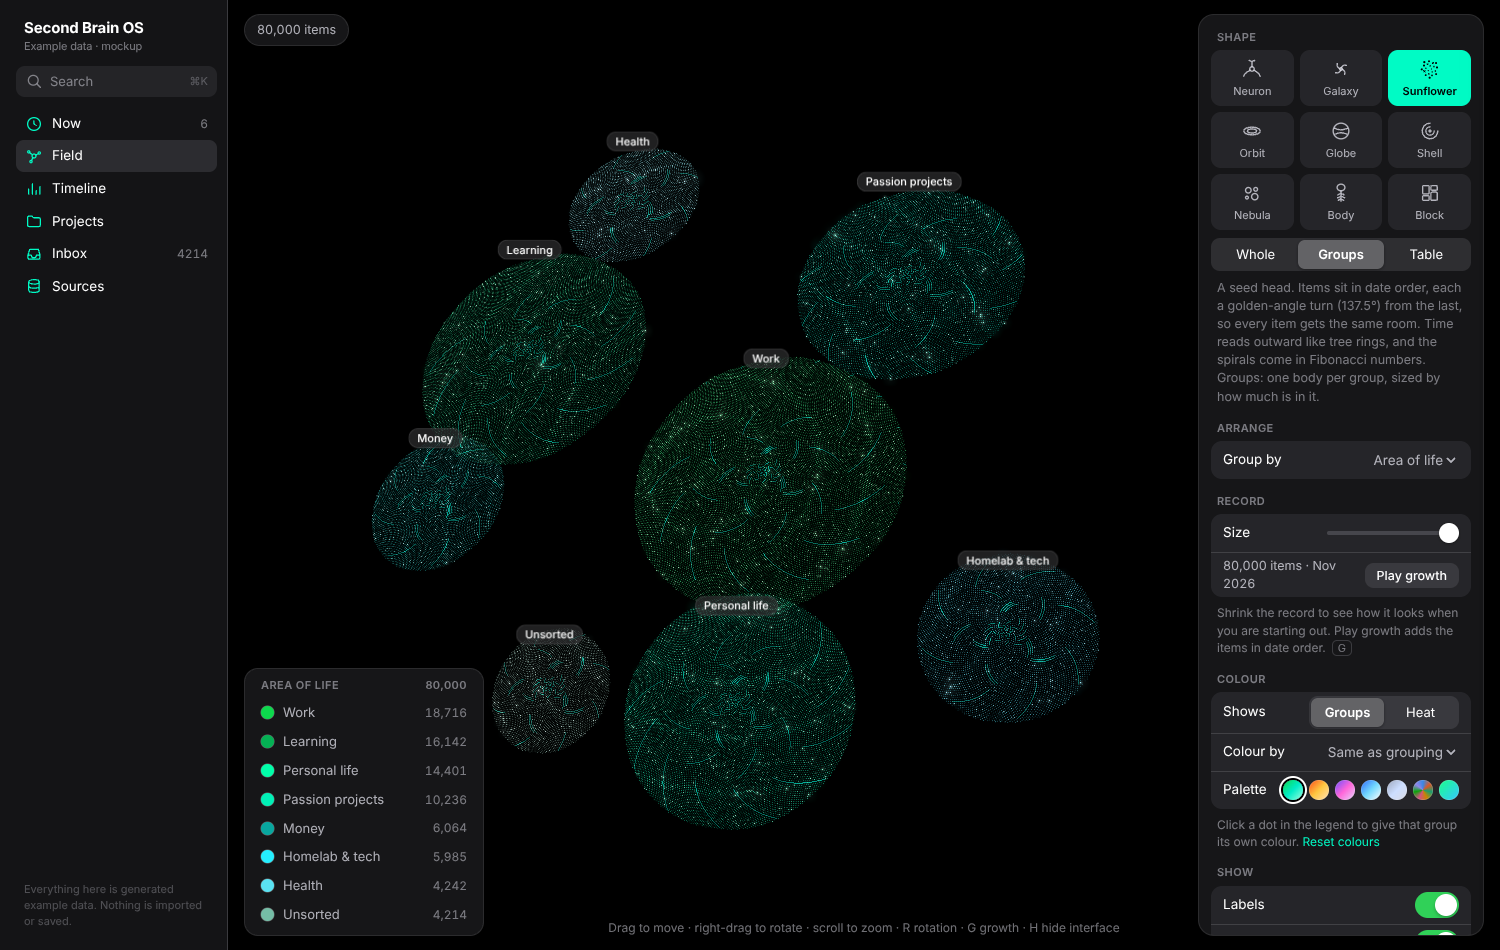 Second Brain OS
Example data · mockup
Search ⌘K
Now 6
Field
Timeline
Projects
Inbox 4214
Sources
Everything here is generated
example data. Nothing is imported
or saved.
80,000 items
Health
Passion projects
Learning
Work
Money
Homelab & tech
Personal life
Unsorted
AREA OF LIFE 80,000
Work 18,716
Learning 16,142
Personal life 14,401
Passion projects 10,236
Money 6,064
Homelab & tech 5,985
Health 4,242
Unsorted 4,214
Drag to move · right-drag to rotate · scroll to zoom · R rotation · G growth · H hide interface
SHAPE
Neuron Galaxy Sunflower
Orbit Globe Shell
Nebula Body Block
Whole Groups Table
A seed head. Items sit in date order, each
a golden-angle turn (137.5°) from the last,
so every item gets the same room. Time
reads outward like tree rings, and the
spirals come in Fibonacci numbers.
Groups: one body per group, sized by
how much is in it.
ARRANGE
Group by Area of life
RECORD
Size
80,000 items · Nov
2026
Play growth
Shrink the record to see how it looks when
you are starting out. Play growth adds the
items in date order. G
COLOUR
Shows Groups Heat
Colour by Same as grouping
Palette
Click a dot in the legend to give that group
its own colour. Reset colours
SHOW
Labels